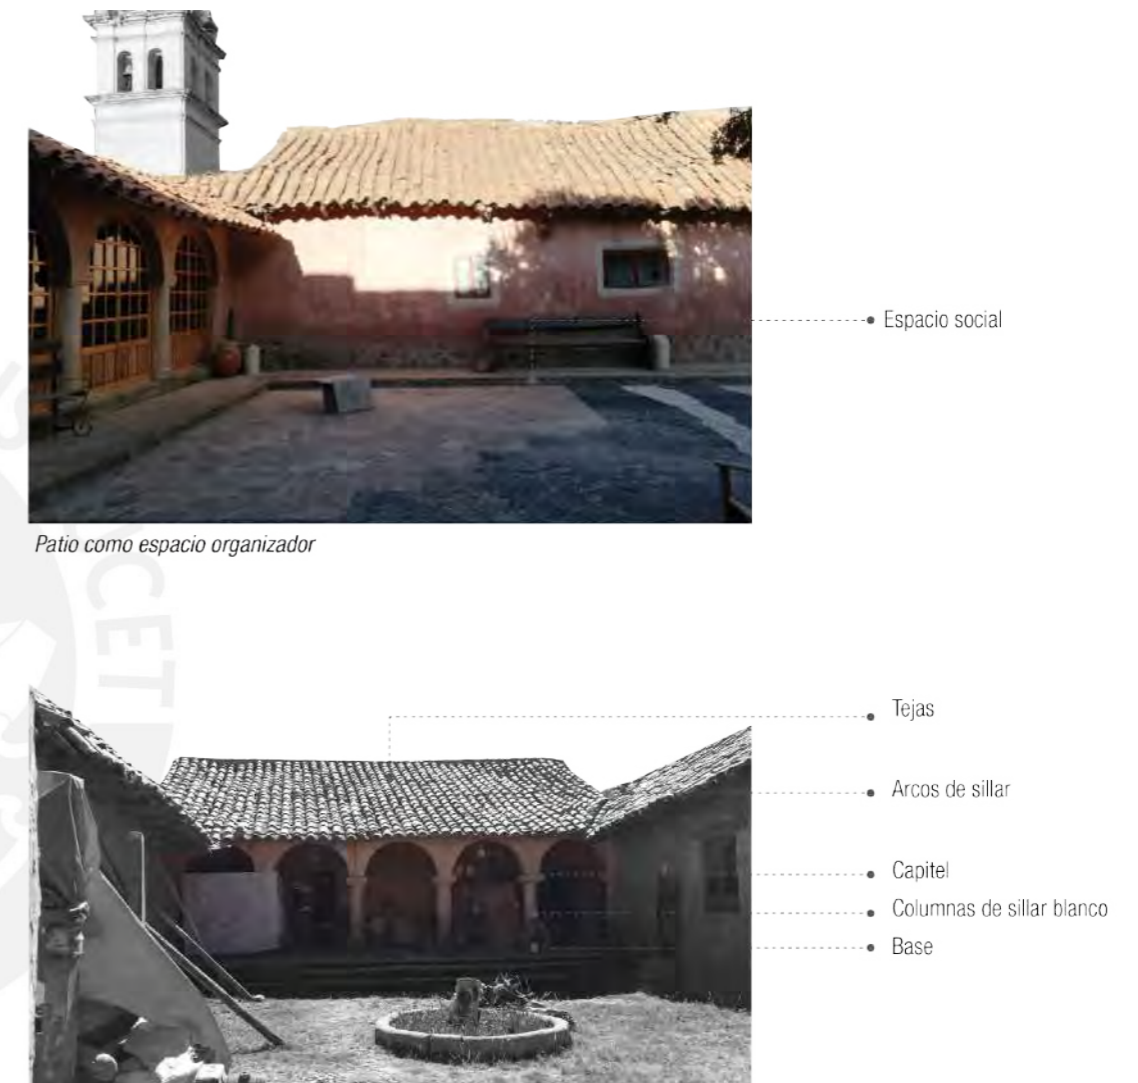 Espacio social
Patio como espacio organizador
Tejas
Arcos de sillar
Capitel
Columnas de sillar blanco
Base